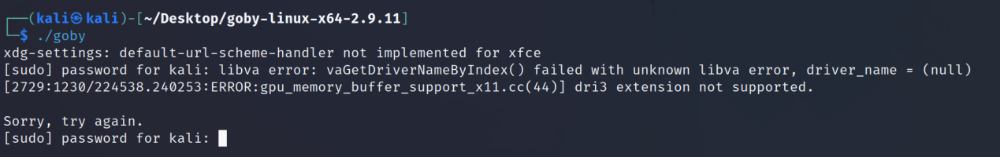 ┌──(kali㉿kali)-[~/Desktop/goby-linux-x64-2.9.11]
└─$ ./goby
xdg-settings: default-url-scheme-handler not implemented for xfce
[sudo] password for kali: libva error: vaGetDriverNameByIndex() failed with unknown libva error, driver_name = (null)
[2729:1230/224538.240253:ERROR:gpu_memory_buffer_support_x11.cc(44)] dri3 extension not supported.
Sorry, try again.
[sudo] password for kali: